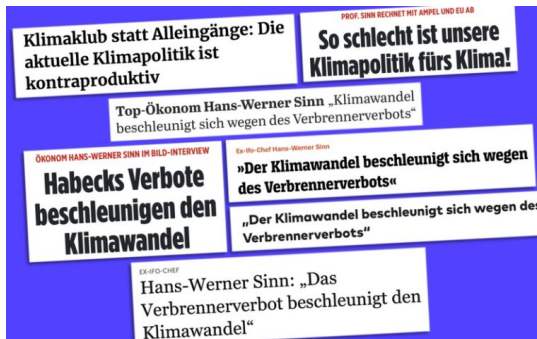 Klimaklub statt Alleingänge: Die
aktuelle Klimapolitik ist
kontraproduktiv
PROF. SINN RECHNET MIT AMPEL UND EU AB
So schlecht ist unsere
Klimapolitik fürs Klima!
Top-Ökonom Hans-Werner Sinn „Klimawandel
beschleunigt sich wegen des Verbrennerverbots“
ÖKONOM HANS-WERNER SINN IM BILD-INTERVIEW
Habecks Verbote
beschleunigen den
Klimawandel
Ex-Ifo-Chef Hans-Werner Sinn
»Der Klimawandel beschleunigt sich wegen
des Verbrennerverbots«
„Der Klimawandel beschleunigt sich wegen des
Verbrennerverbots“
EX-IFO-CHEF
Hans-Werner Sinn: „Das
Verbrennerverbot beschleunigt den
Klimawandel“